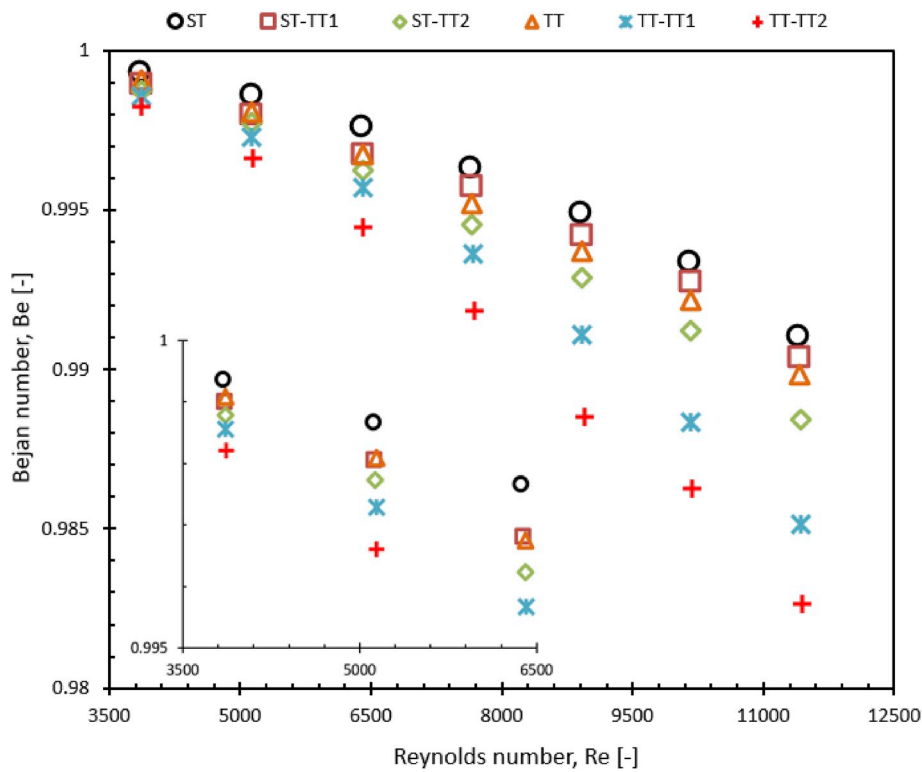 ST ST-TT1 ST-TT2 TT TT-TT1 TT-TT2
1
0.995
0.99
0.985
0.98
Bejan number, Be [-]
1
0.995
3500 5000 6500
3500 5000 6500 8000 9500 11000 12500
Reynolds number, Re [-]